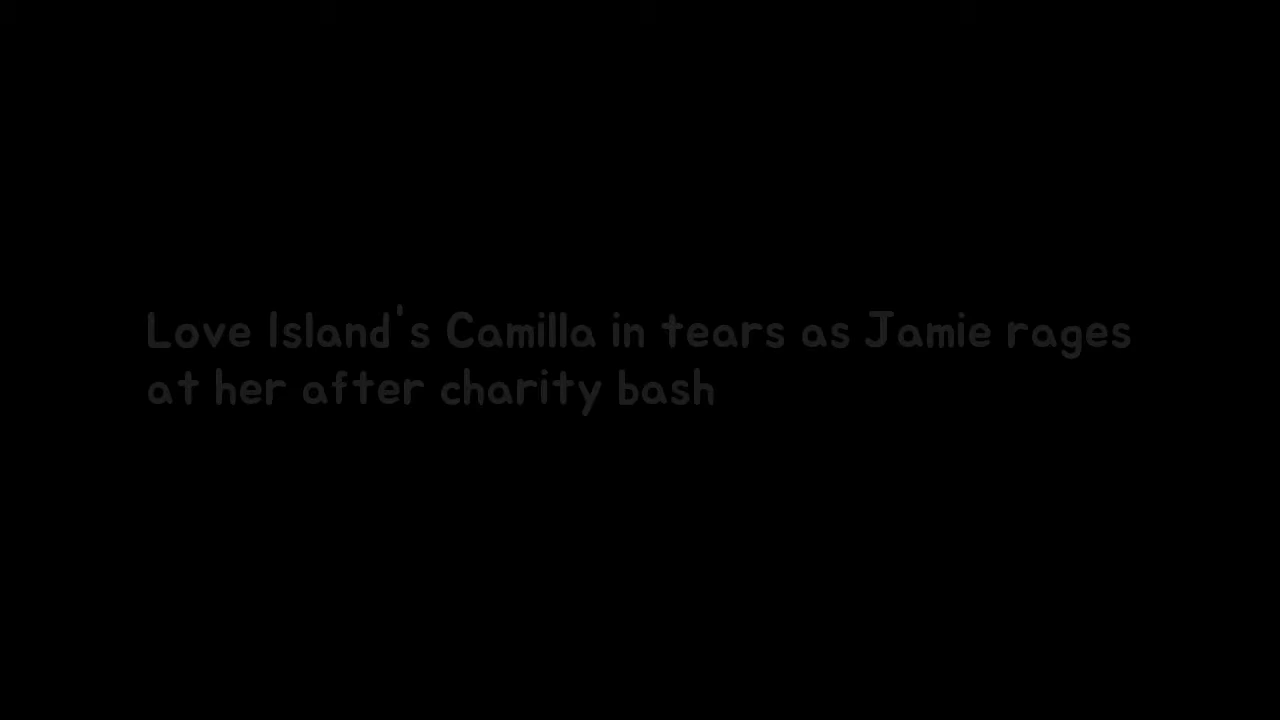 Love Island's Camilla in tears as Jamie rages
at her after charity bash